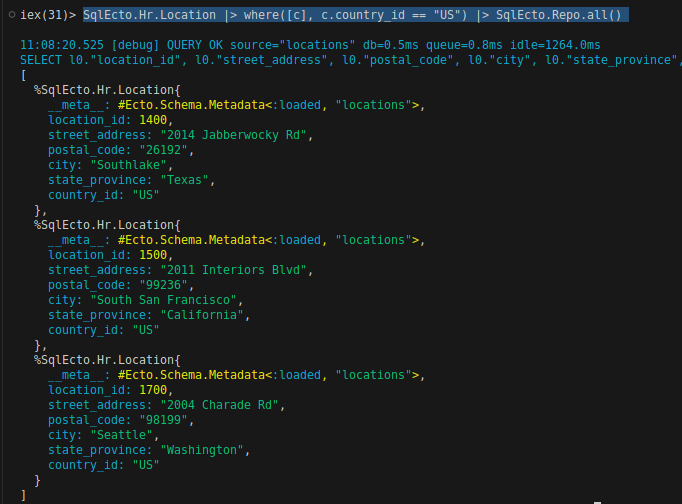 iex(31)> SqlEcto.Hr.Location |> where([c], c.country_id == "US") |> SqlEcto.Repo.all()
11:08:20.525 [debug] QUERY OK source="locations" db=0.5ms queue=0.8ms idle=1264.0ms
SELECT l0."location_id", l0."street_address", l0."postal_code", l0."city", l0."state_province",
[
  %SqlEcto.Hr.Location{
    __meta__: #Ecto.Schema.Metadata<:loaded, "locations">,
    location_id: 1400,
    street_address: "2014 Jabberwocky Rd",
    postal_code: "26192",
    city: "Southlake",
    state_province: "Texas",
    country_id: "US"
  },
  %SqlEcto.Hr.Location{
    __meta__: #Ecto.Schema.Metadata<:loaded, "locations">,
    location_id: 1500,
    street_address: "2011 Interiors Blvd",
    postal_code: "99236",
    city: "South San Francisco",
    state_province: "California",
    country_id: "US"
  },
  %SqlEcto.Hr.Location{
    __meta__: #Ecto.Schema.Metadata<:loaded, "locations">,
    location_id: 1700,
    street_address: "2004 Charade Rd",
    postal_code: "98199",
    city: "Seattle",
    state_province: "Washington",
    country_id: "US"
  }
]